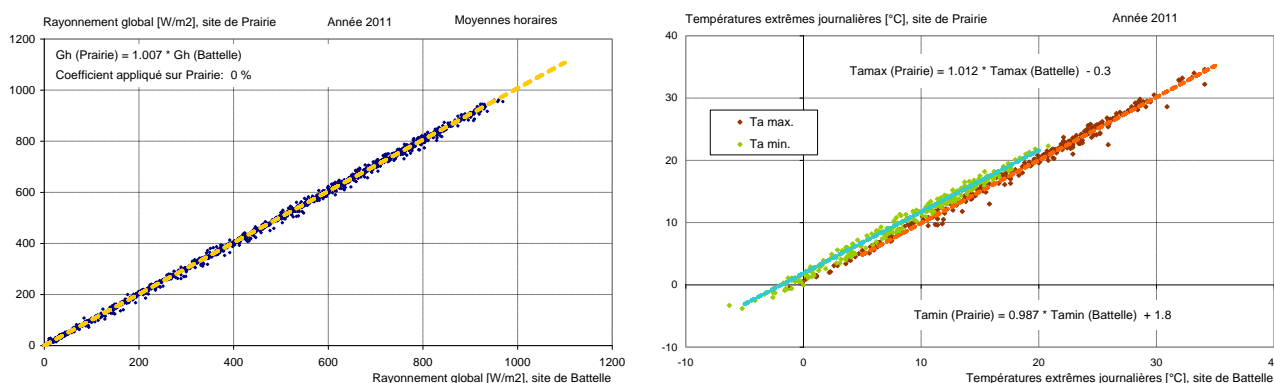 Rayonnement global [W/m2], site de Prairie
Année 2011
Moyennes horaires
1200
1000
800
600
400
200
0
Gh (Prairie) = 1.007 * Gh (Battelle)
Coefficient appliqué sur Prairie: 0 %
0 200 400 600 800 1000 1200
Rayonnement global [W/m2], site de Battelle
Températures extrêmes journalières [°C], site de Prairie
Année 2011
40
30
20
10
0
-10
Tamax (Prairie) = 1.012 * Tamax (Battelle) - 0.3
Ta max.
Ta min.
Tamin (Prairie) = 0.987 * Tamin (Battelle) + 1.8
-10 0 10 20 30 4
Températures extrêmes journalières [°C], site de Battelle